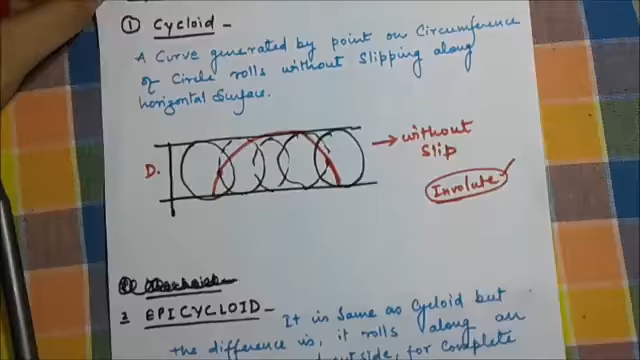 ① Cycloid -
A Curve generated by point on Circumference
of Circle rolls without Slipping along
horizontal Surface.
D.
→ without
Slip
Involute
2 EPICYCLOID - It is Same as Cycloid but
the difference is, it rolls along an
outside, for Complete